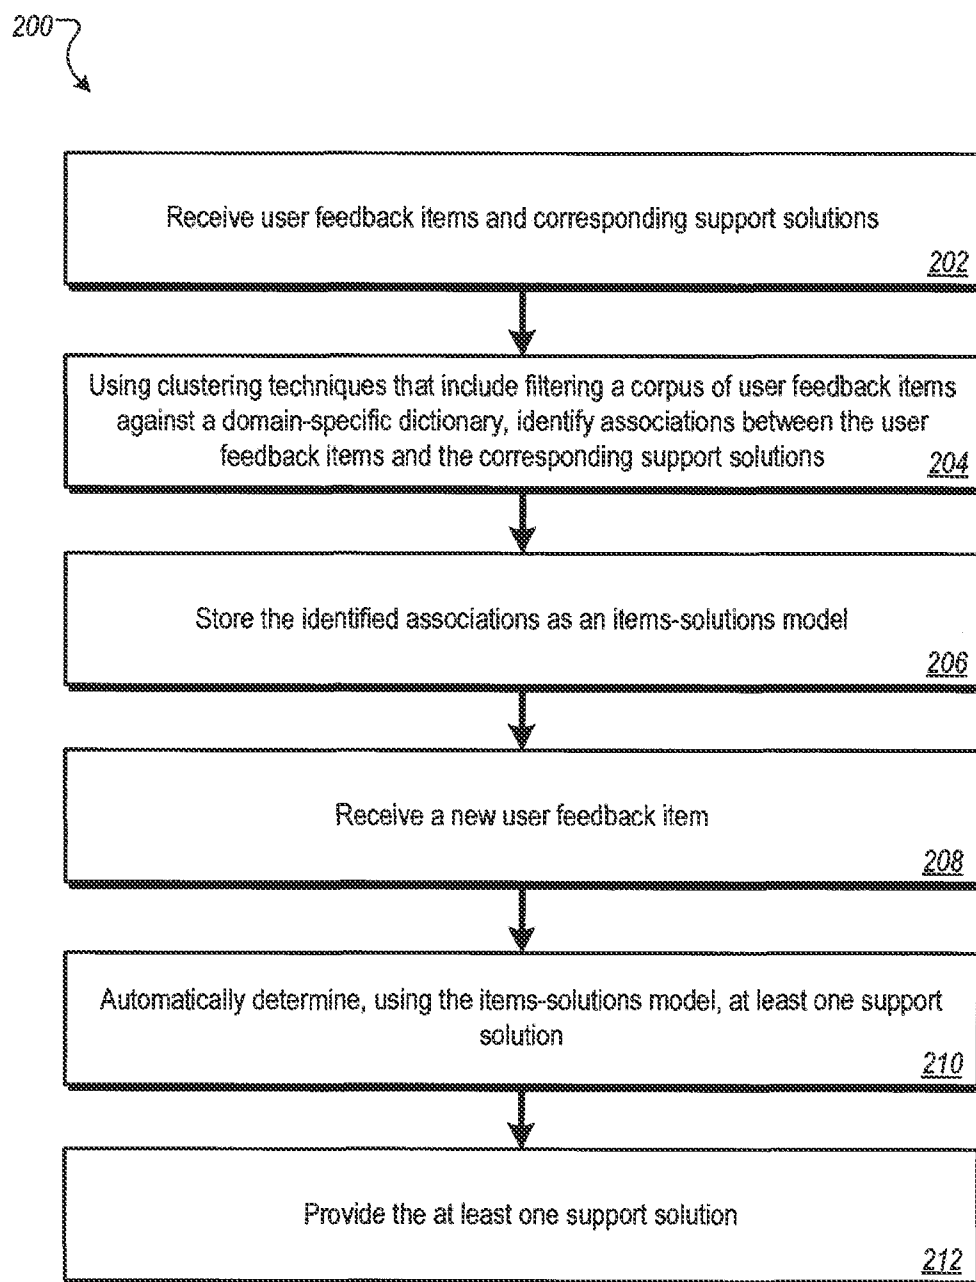 200
Receive user feedback items and corresponding support solutions
202
Using clustering techniques that include filtering a corpus of user feedback items
against a domain-specific dictionary, identify associations between the user
feedback items and the corresponding support solutions
204
Store the identified associations as an items-solutions model
206
Receive a new user feedback item
208
Automatically determine, using the items-solutions model, at least one support
solution
210
Provide the at least one support solution
212